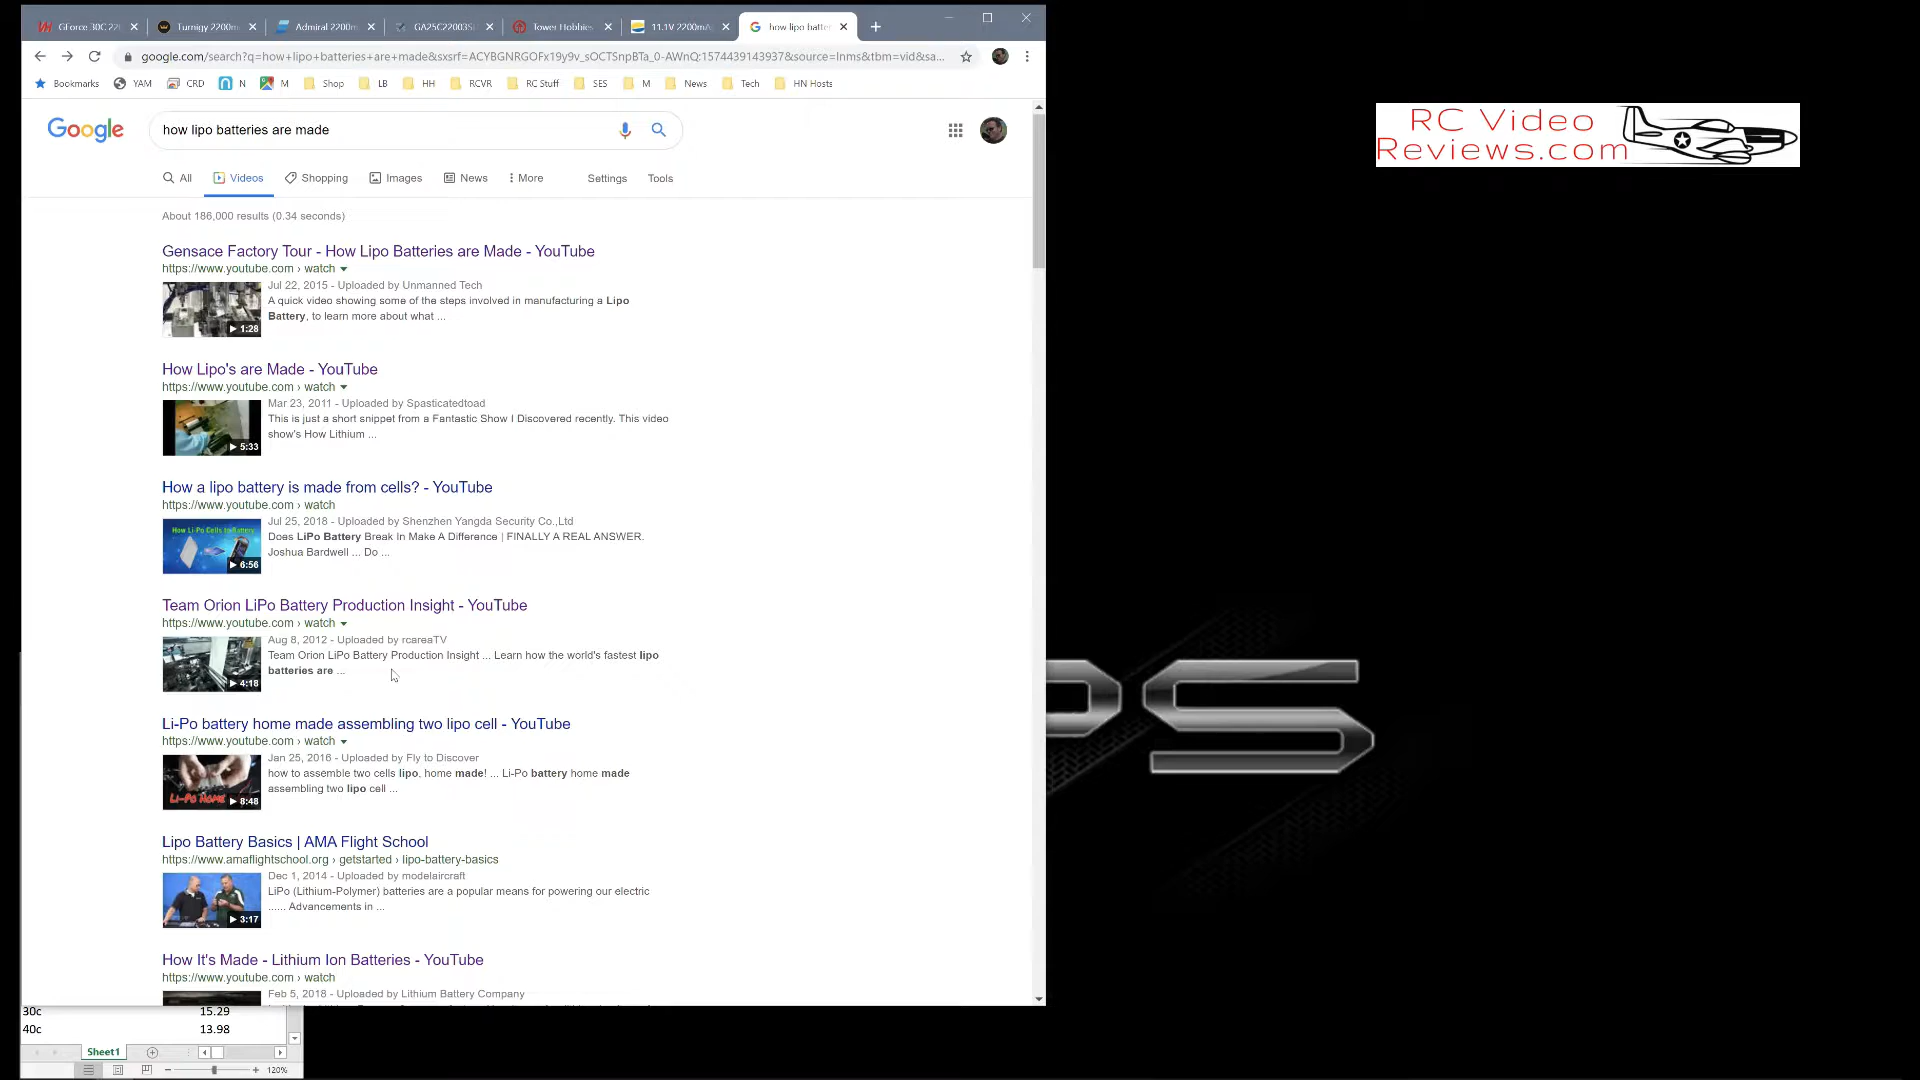 GForce 30C 22
Turnigy 2200m
Admiral 2200m
GA25C22003S
Tower Hobbies
11.1V 2200mA
how lipo batter
google.com/search?q=how+lipo+batteries+are+made&sxsrf=ACYBGNRGOFx19y9v_sOCTSnpBTa_0-AWnQ:1574439143937&source=lnms&tbm=vid&sa...
Bookmarks YAM CRD N M Shop LB HH RCVR RC Stuff SES M News Tech HN Hosts
RC Video
Reviews.com
Google
how lipo batteries are made
All Videos Shopping Images News More Settings Tools
About 186,000 results (0.34 seconds)
Gensace Factory Tour - How Lipo Batteries are Made - YouTube
https://www.youtube.com › watch
Jul 22, 2015 - Uploaded by Unmanned Tech
A quick video showing some of the steps involved in manufacturing a Lipo
Battery, to learn more about what ...
1:28
How Lipo's are Made - YouTube
https://www.youtube.com › watch
Mar 23, 2011 - Uploaded by Spasticatedtoad
This is just a short snippet from a Fantastic Show I Discovered recently. This video
show's How Lithium ...
5:33
How a lipo battery is made from cells? - YouTube
https://www.youtube.com › watch
Jul 25, 2018 - Uploaded by Shenzhen Yangda Security Co.,Ltd
How Li-Po Cells to Battery
Does LiPo Battery Break In Make A Difference | FINALLY A REAL ANSWER.
Joshua Bardwell ... Do ...
6:56
Team Orion LiPo Battery Production Insight - YouTube
https://www.youtube.com › watch
Aug 8, 2012 - Uploaded by rcareaTV
Team Orion LiPo Battery Production Insight ... Learn how the world's fastest lipo
batteries are ...
4:18
Li-Po battery home made assembling two lipo cell - YouTube
https://www.youtube.com › watch
Jan 25, 2016 - Uploaded by Fly to Discover
how to assemble two cells lipo, home made! ... Li-Po battery home made
assembling two lipo cell ...
LI-PO HOME
8:48
Lipo Battery Basics | AMA Flight School
https://www.amaflightschool.org › getstarted › lipo-battery-basics
Dec 1, 2014 - Uploaded by modelaircraft
LiPo (Lithium-Polymer) batteries are a popular means for powering our electric
...... Advancements in ...
3:17
How It's Made - Lithium Ion Batteries - YouTube
https://www.youtube.com › watch
Feb 5, 2018 - Uploaded by Lithium Battery Company
30c 15.29
40c 13.98
Sheet1
120%